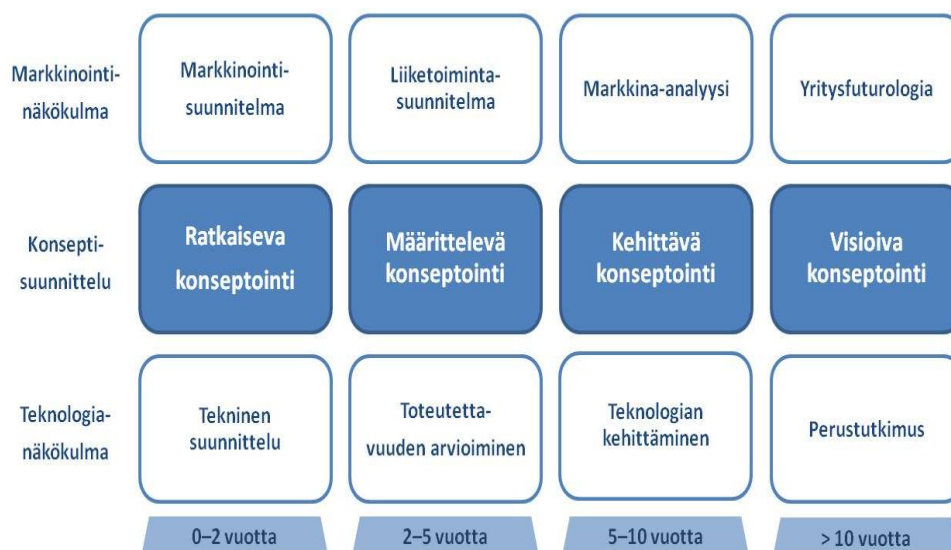 Markkinointi-
näkökulma
Markkinointi-
suunnitelma
Liiketoiminta-
suunnitelma
Markkina-analyysi
Yritysfuturologia
Konsepti-
suunnittelu
Ratkaiseva
konseptointi
Määrittelevä
konseptointi
Kehittävä
konseptointi
Visioiva
konseptointi
Teknologia-
näkökulma
Tekninen
suunnittelu
Toteutetta-
vuuden arvioiminen
Teknologian
kehittäminen
Perustutkimus
0–2 vuotta
2–5 vuotta
5–10 vuotta
> 10 vuotta